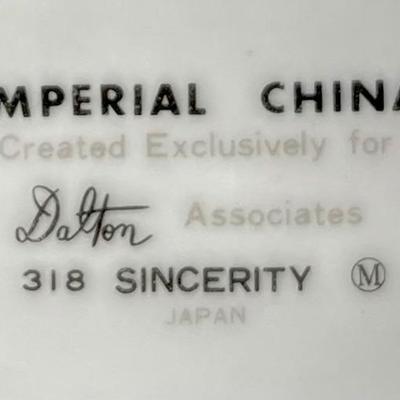 MPERIAL CHINA
Created Exclusively for
Dalton Associates
318 SINCERITY Ⓜ
JAPAN